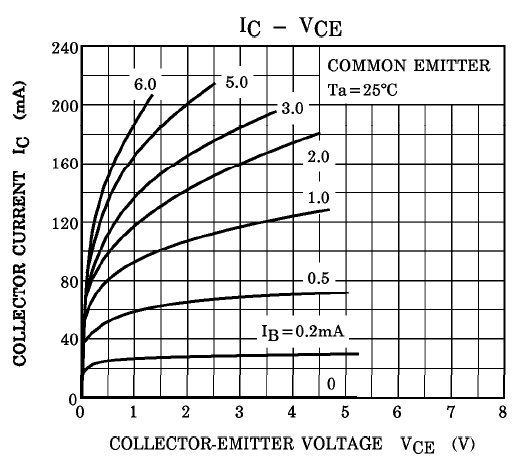 IC – VCE
COLLECTOR CURRENT IC (mA)
240
200
160
120
80
40
0
COMMON EMITTER
Ta=25°C
6.0
5.0
3.0
2.0
1.0
0.5
IB=0.2mA
0
0 1 2 3 4 5 6 7 8
COLLECTOR-EMITTER VOLTAGE VCE (V)